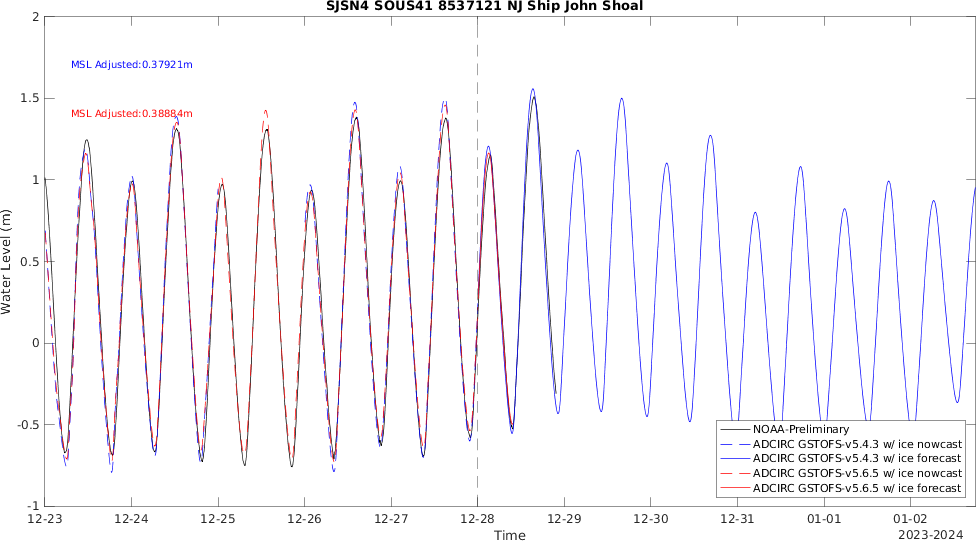 SJSN4 SOUS41 8537121 NJ Ship John Shoal
2
1.5
1
0.5
0
-0.5
-1
Water Level (m)
MSL Adjusted:0.37921m
MSL Adjusted:0.38884m
NOAA-Preliminary
ADCIRC GSTOFS-v5.4.3 w/ ice nowcast
ADCIRC GSTOFS-v5.4.3 w/ ice forecast
ADCIRC GSTOFS-v5.6.5 w/ ice nowcast
ADCIRC GSTOFS-v5.6.5 w/ ice forecast
12-23 12-24 12-25 12-26 12-27 12-28 12-29 12-30 12-31 01-01 01-02
Time
2023-2024